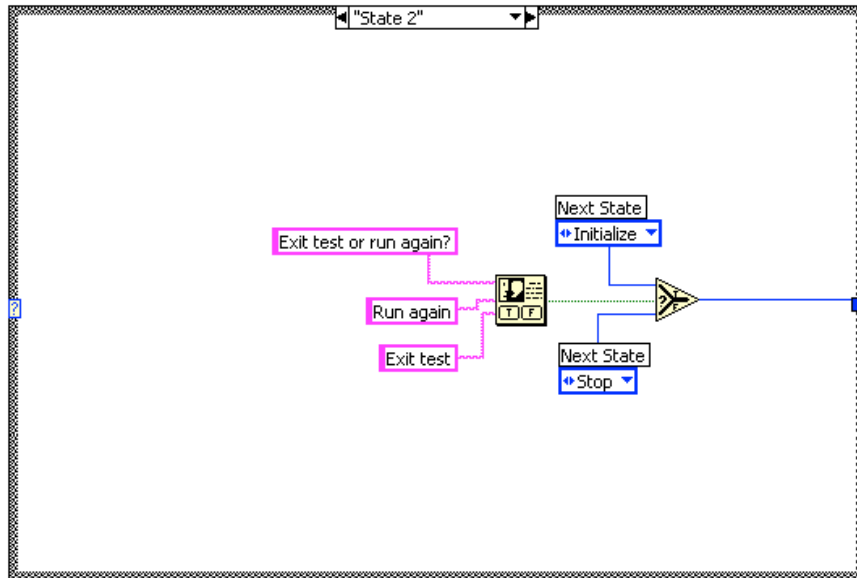 "State 2"
Next State
Initialize
Exit test or run again?
?
T F
Run again
?
T
F
Exit test
Next State
Stop